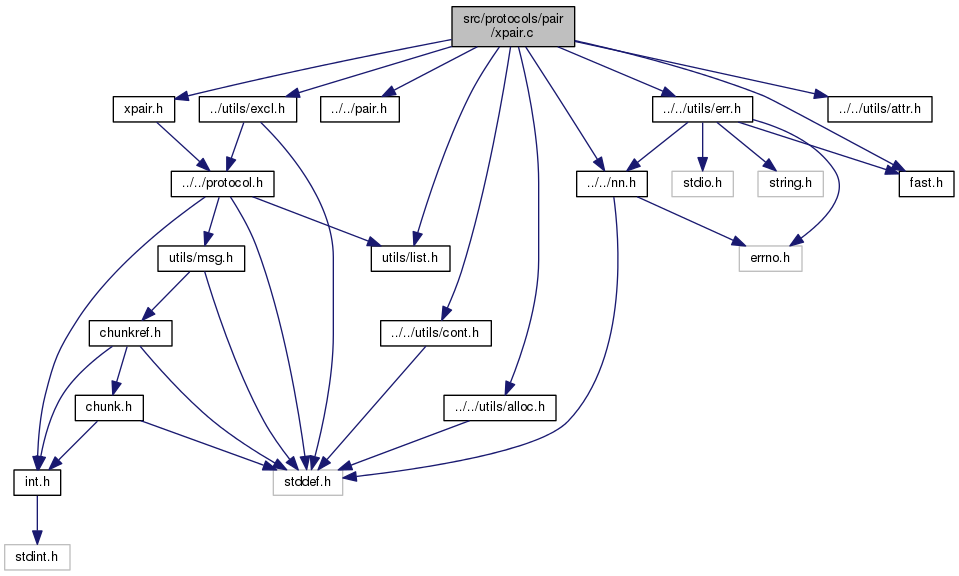 src/protocols/pair
/xpair.c
xpair.h
../utils/excl.h
../../pair.h
../../utils/err.h
../../utils/attr.h
../../protocol.h
../../nn.h
stdio.h
string.h
fast.h
utils/msg.h
utils/list.h
errno.h
chunkref.h
../../utils/cont.h
chunk.h
../../utils/alloc.h
int.h
stddef.h
stdint.h